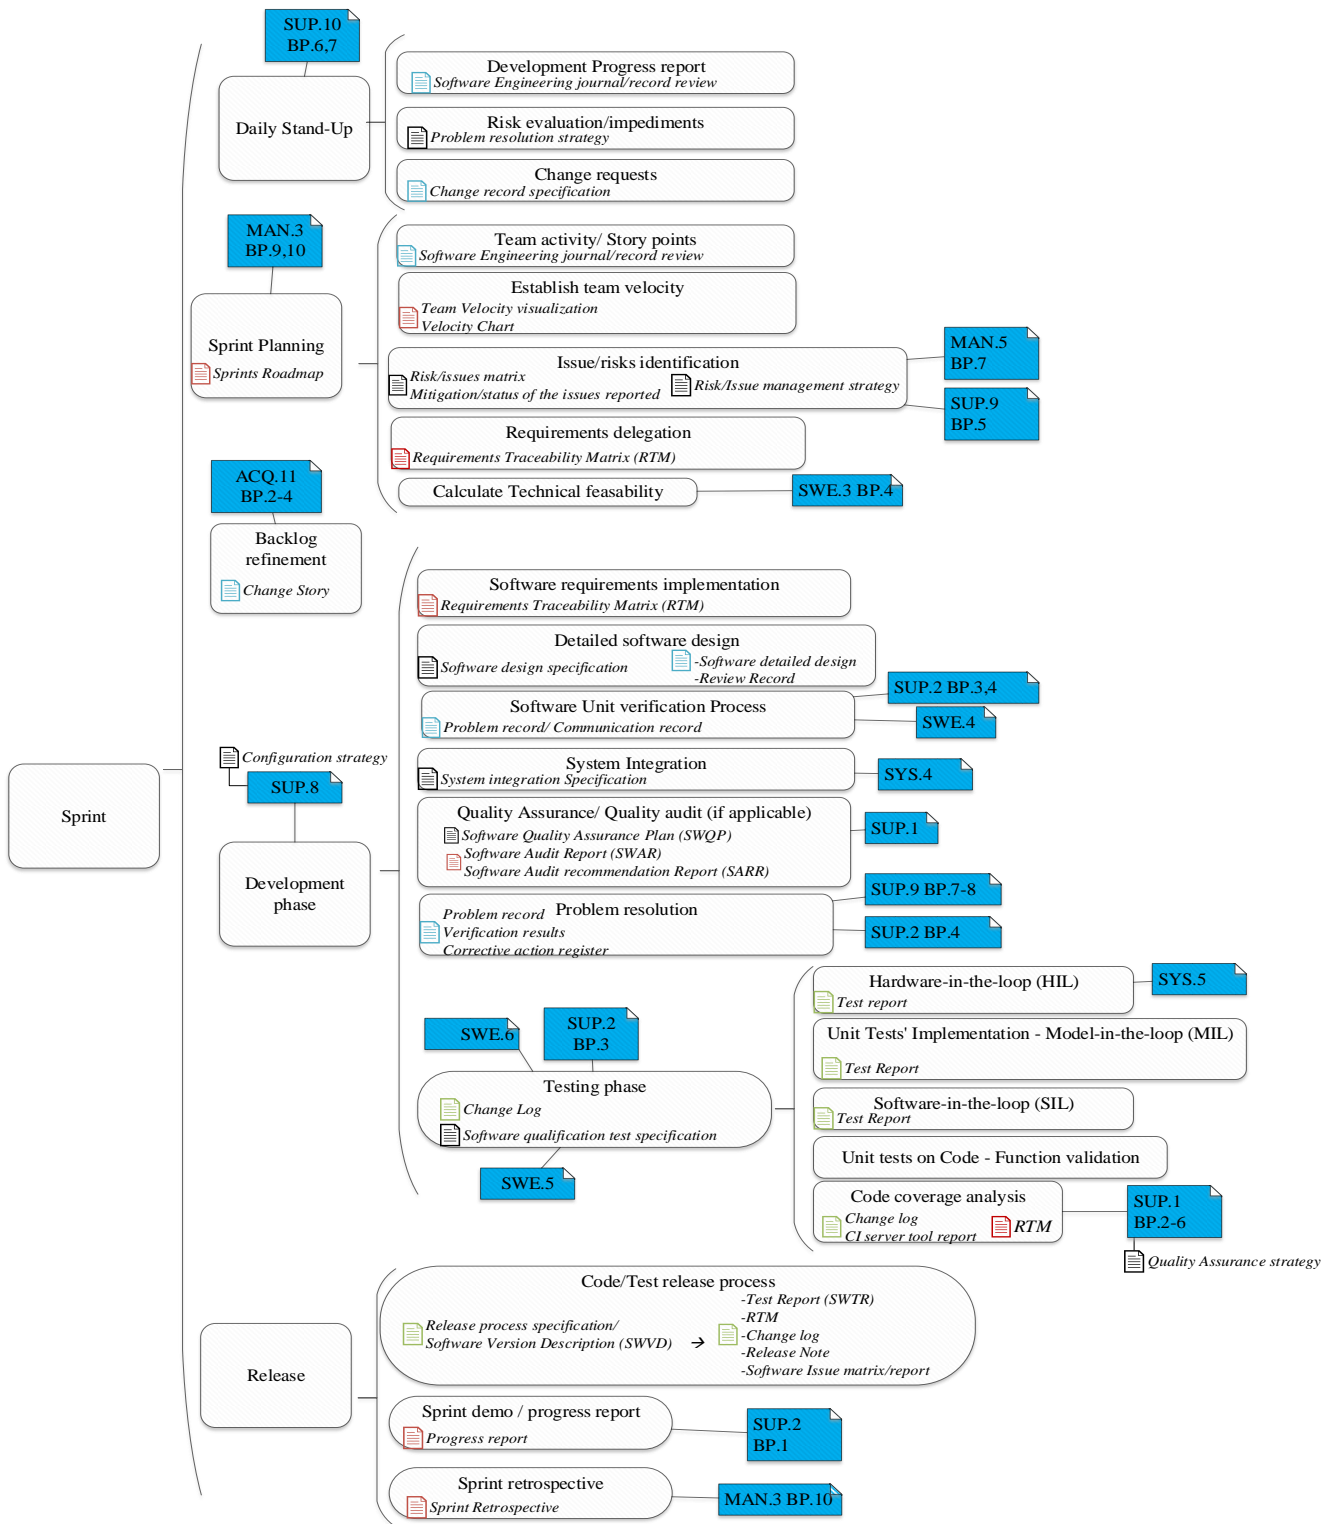 SUP.10
BP.6,7
Daily Stand-Up
Development Progress report
Software Engineering journal/record review
Risk evaluation/impediments
Problem resolution strategy
Change requests
Change record specification
MAN.3
BP.9,10
Sprint Planning
Sprints Roadmap
Team activity/ Story points
Software Engineering journal/record review
Establish team velocity
Team Velocity visualization
Velocity Chart
Issue/risks identification
Risk/issues matrix
Mitigation/status of the issues reported
Risk/Issue management strategy
MAN.5
BP.7
SUP.9
BP.5
Requirements delegation
Requirements Traceability Matrix (RTM)
Calculate Technical feasability
SWE.3 BP.4
ACQ.11
BP.2-4
Backlog
refinement
Change Story
Sprint
Configuration strategy
SUP.8
Development
phase
Software requirements implementation
Requirements Traceability Matrix (RTM)
Detailed software design
Software design specification
-Software detailed design
-Review Record
Software Unit verification Process
Problem record/ Communication record
SUP.2 BP.3,4
SWE.4
System Integration
System integration Specification
SYS.4
Quality Assurance/ Quality audit (if applicable)
Software Quality Assurance Plan (SWQP)
Software Audit Report (SWAR)
Software Audit recommendation Report (SARR)
SUP.1
Problem resolution
Problem record
Verification results
Corrective action register
SUP.9 BP.7-8
SUP.2 BP.4
SWE.6
SUP.2
BP.3
Testing phase
Change Log
Software qualification test specification
SWE.5
Hardware-in-the-loop (HIL)
Test report
SYS.5
Unit Tests' Implementation - Model-in-the-loop (MIL)
Test Report
Software-in-the-loop (SIL)
Test Report
Unit tests on Code - Function validation
Code coverage analysis
Change log
CI server tool report
RTM
SUP.1
BP.2-6
Quality Assurance strategy
Release
Code/Test release process
Release process specification/
Software Version Description (SWVD)
→
-Test Report (SWTR)
-RTM
-Change log
-Release Note
-Software Issue matrix/report
Sprint demo / progress report
Progress report
SUP.2
BP.1
Sprint retrospective
Sprint Retrospective
MAN.3 BP.10